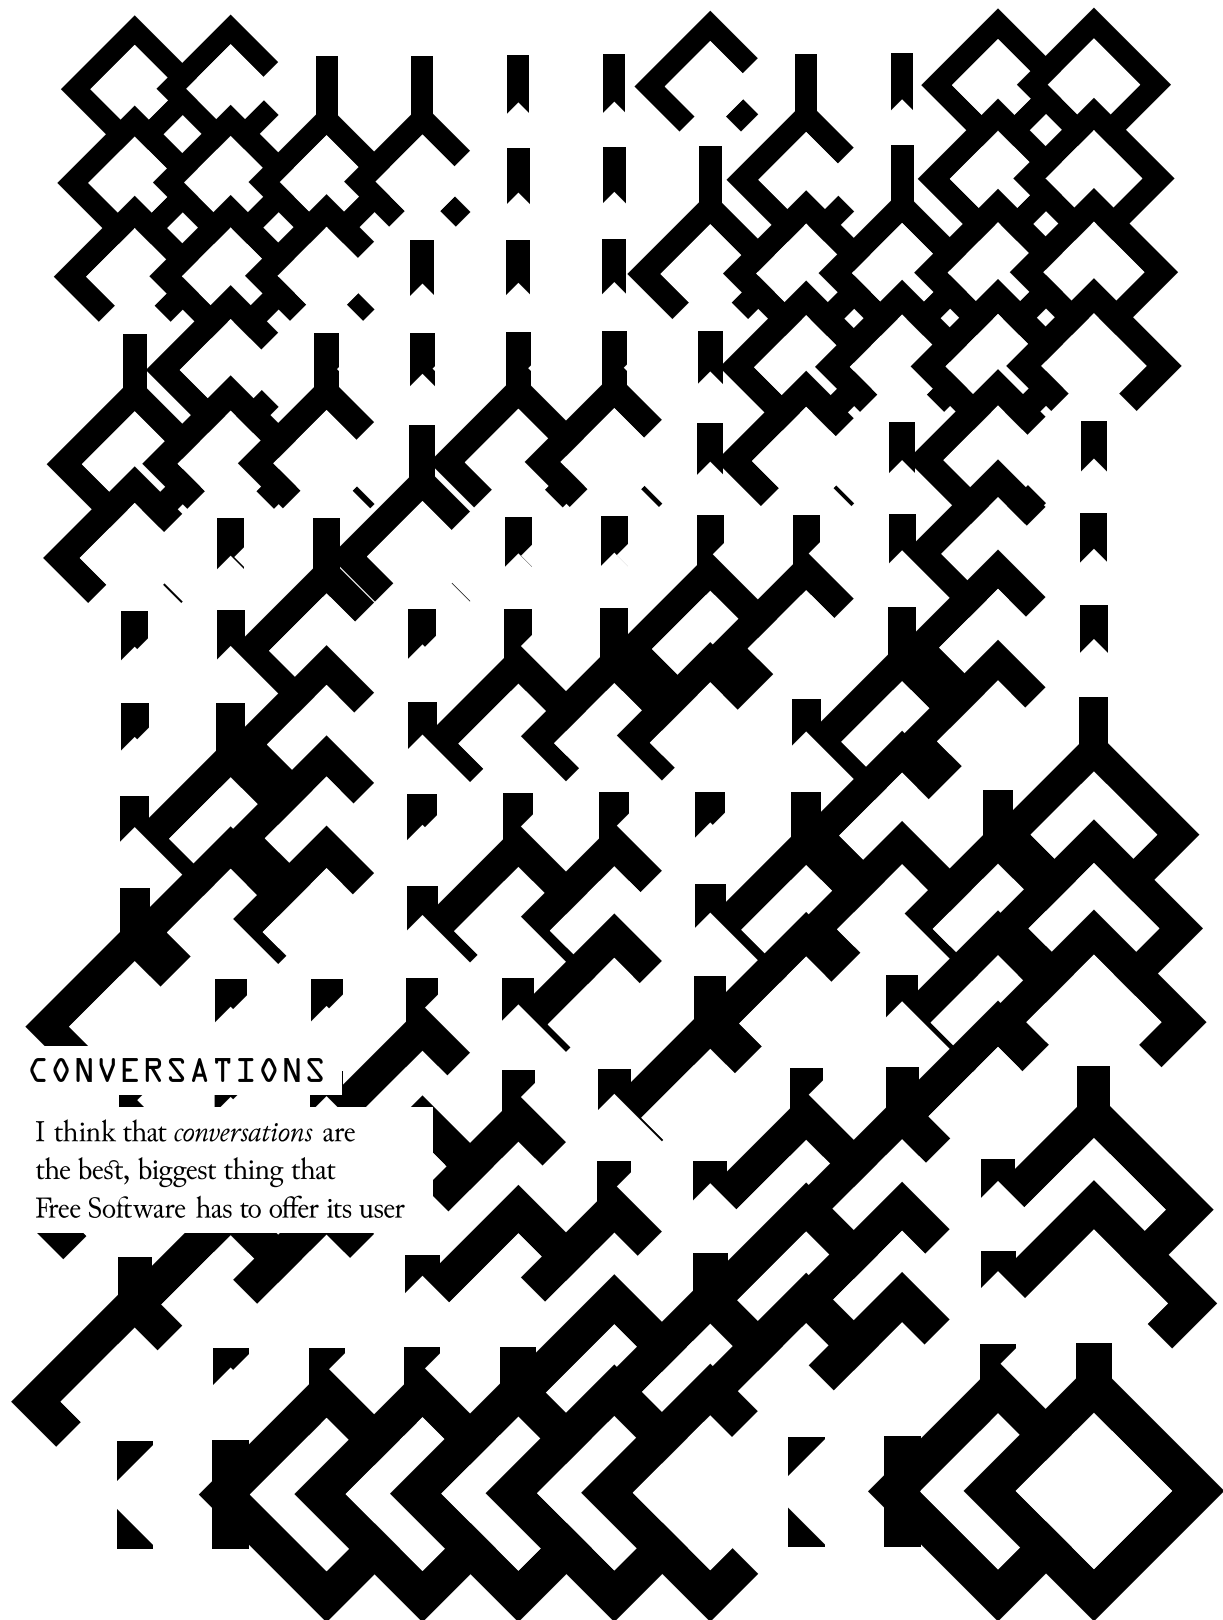 CONVERSATIONS
I think that conversations are
the best, biggest thing that
Free Software has to offer its user